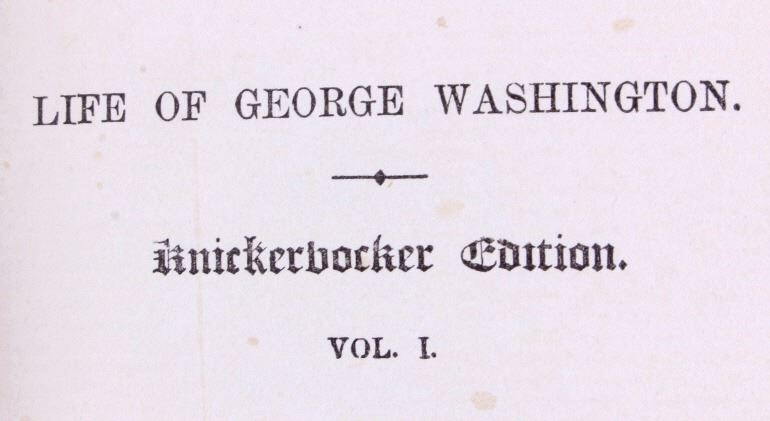 LIFE OF GEORGE WASHINGTON.
Knickerbocker Edition.
VOL. I.